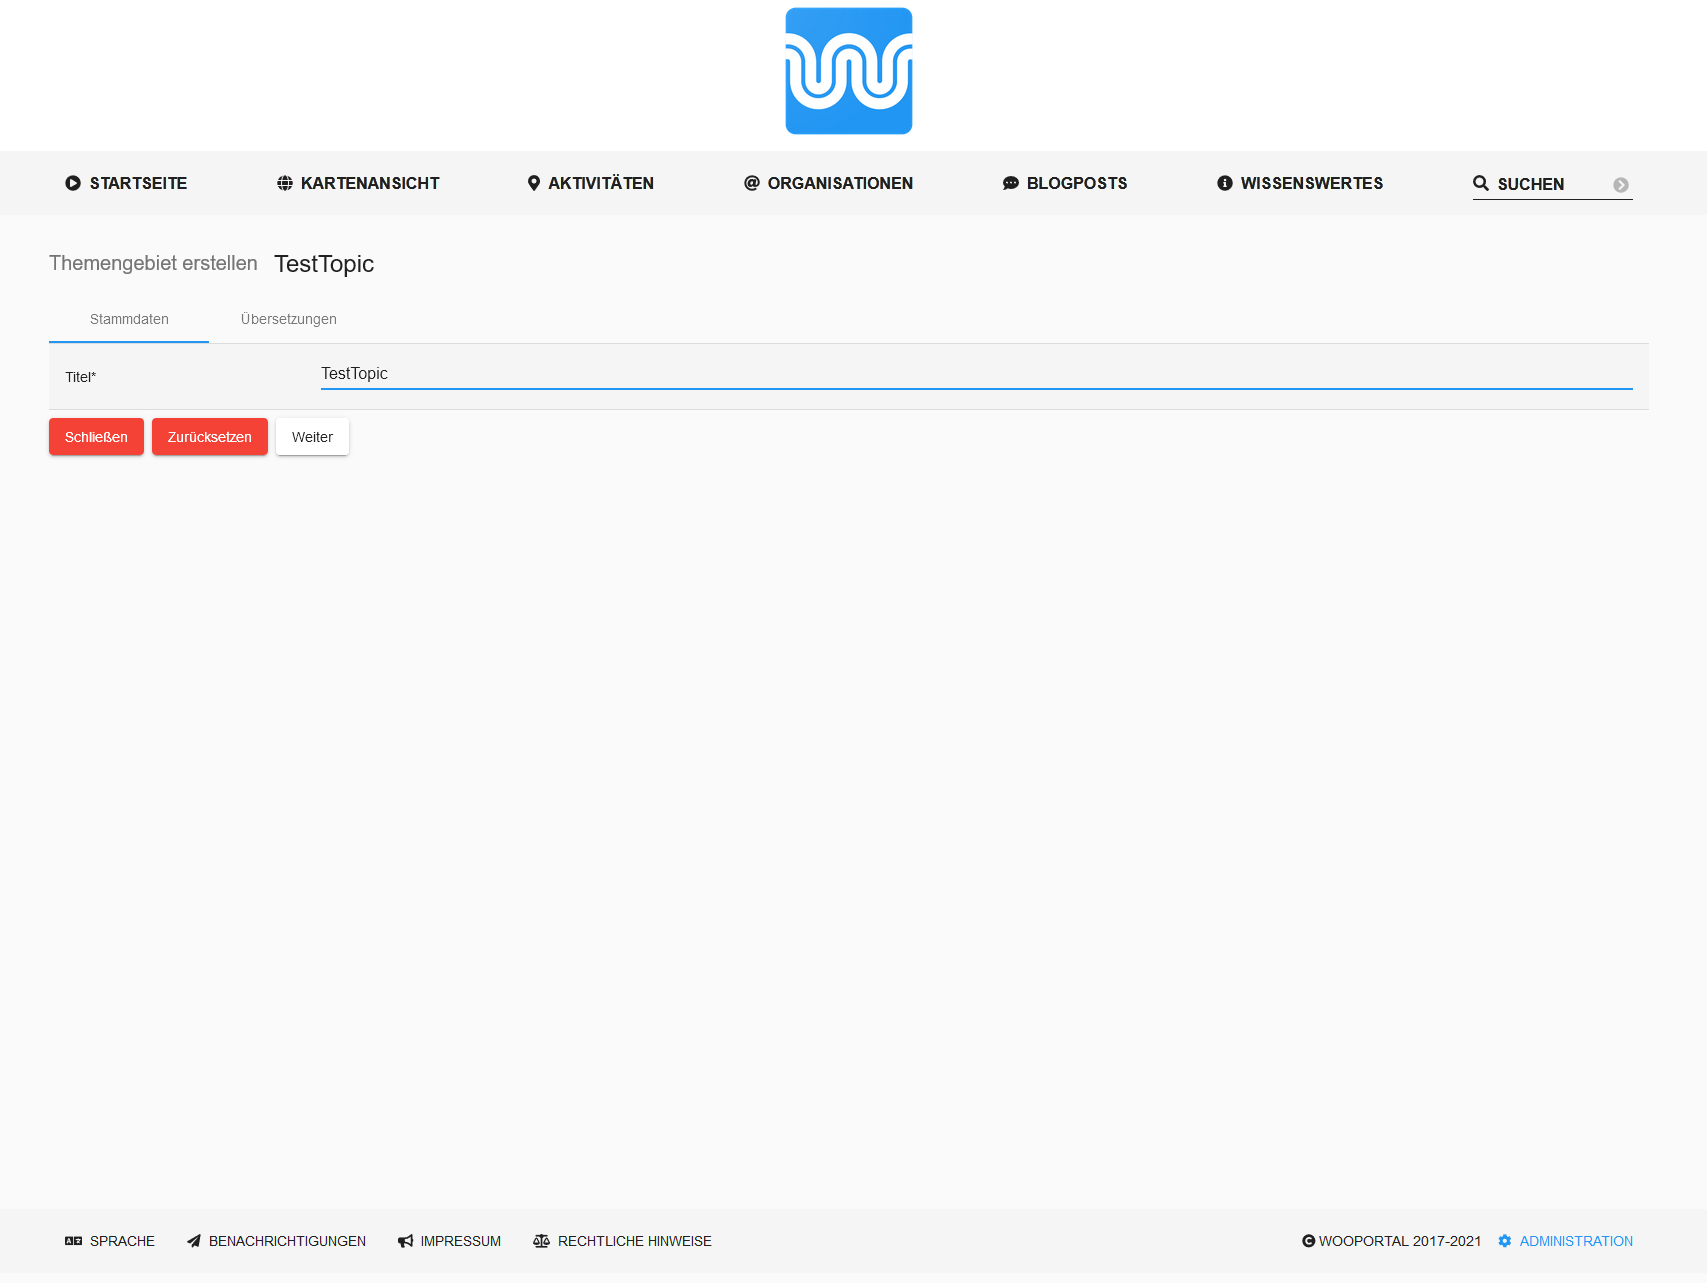 STARTSEITE KARTENANSICHT AKTIVITÄTEN ORGANISATIONEN BLOGPOSTS WISSENSWERTES SUCHEN
Themengebiet erstellen TestTopic
Stammdaten Übersetzungen
Titel* TestTopic
Schließen Zurücksetzen Weiter
SPRACHE BENACHRICHTIGUNGEN IMPRESSUM RECHTLICHE HINWEISE WOOPORTAL 2017-2021 ADMINISTRATION